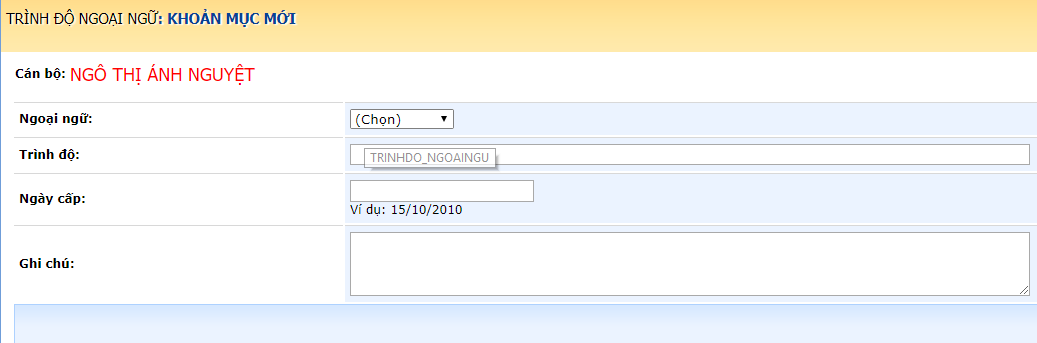 TRÌNH ĐỘ NGOẠI NGỮ: KHOẢN MỤC MỚI
Cán bộ: NGÔ THỊ ÁNH NGUYỆT
Ngoại ngữ: (Chọn)
Trình độ: TRINHDO_NGOAINGU
Ngày cấp:
Ví dụ: 15/10/2010
Ghi chú: